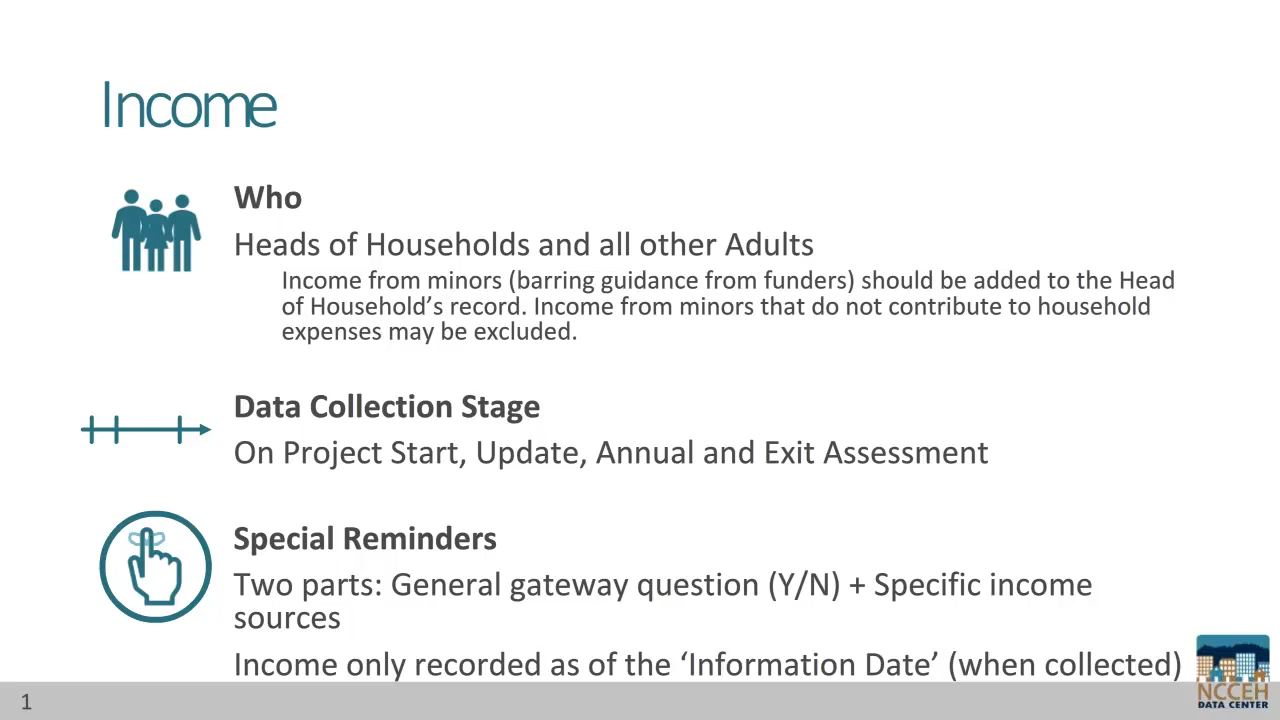 Income
Who
Heads of Households and all other Adults
Income from minors (barring guidance from funders) should be added to the Head
of Household’s record. Income from minors that do not contribute to household
expenses may be excluded.
Data Collection Stage
On Project Start, Update, Annual and Exit Assessment
Special Reminders
Two parts: General gateway question (Y/N) + Specific income
sources
Income only recorded as of the ‘Information Date’ (when collected)
1
NCCEH
DATA CENTER